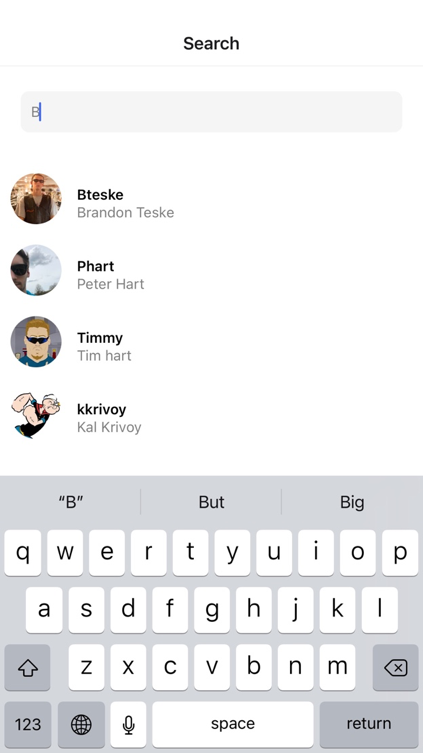 Search
B
Bteske
Brandon Teske
Phart
Peter Hart
Timmy
Tim hart
kkrivoy
Kal Krivoy
“B” But Big
q w e r t y u i o p
a s d f g h j k l
z x c v b n m
123 space return